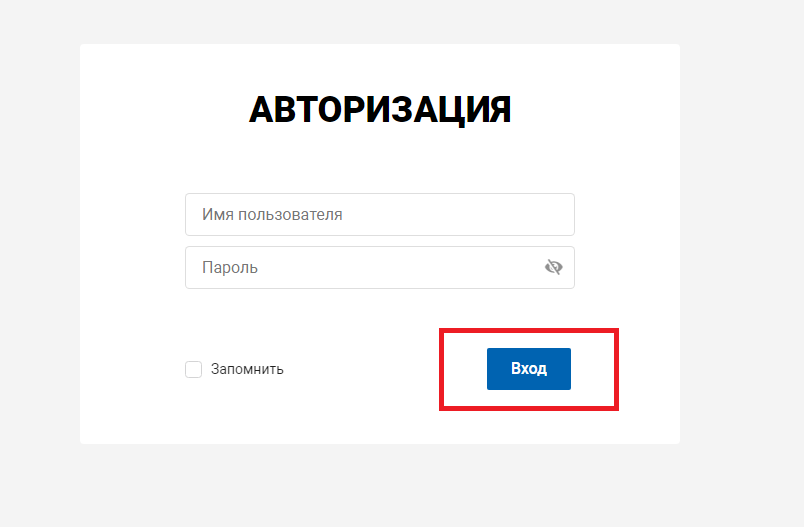 АВТОРИЗАЦИЯ
Имя пользователя
Пароль
Запомнить
Вход